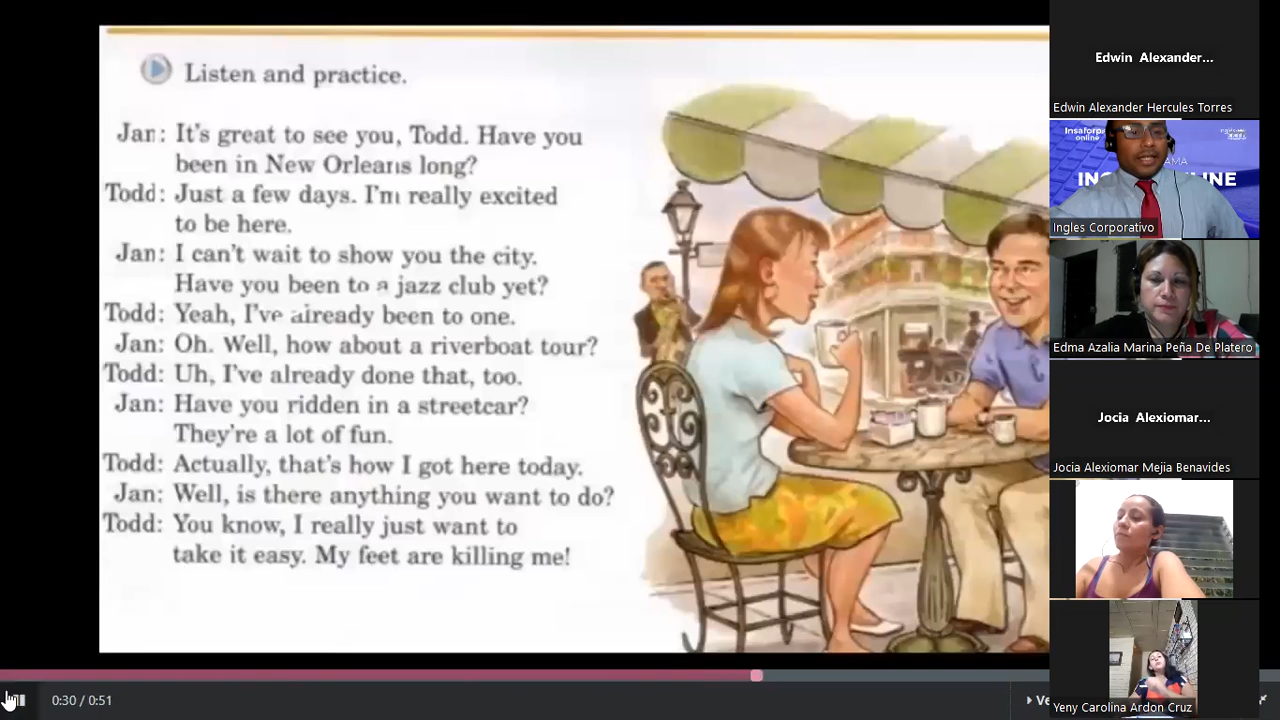 Listen and practice.
Jan: It's great to see you, Todd. Have you
been in New Orleans long?
Todd: Just a few days. I'm really excited
to be here.
Jan: I can't wait to show you the city.
Have you been to a jazz club yet?
Todd: Yeah, I've already been to one.
Jan: Oh. Well, how about a riverboat tour?
Todd: Uh, I've already done that, too.
Jan: Have you ridden in a streetcar?
They're a lot of fun.
Todd: Actually, that's how I got here today.
Jan: Well, is there anything you want to do?
Todd: You know, I really just want to
take it easy. My feet are killing me!
0:30 / 0:51
Edwin Alexander...
Edwin Alexander Hercules Torres
online
Ingles Corporativo
Edma Azalia Marina Peña De Platero
Jocia Alexiomar...
Jocia Alexiomar Mejia Benavides
Yeny Carolina Ardon Cruz